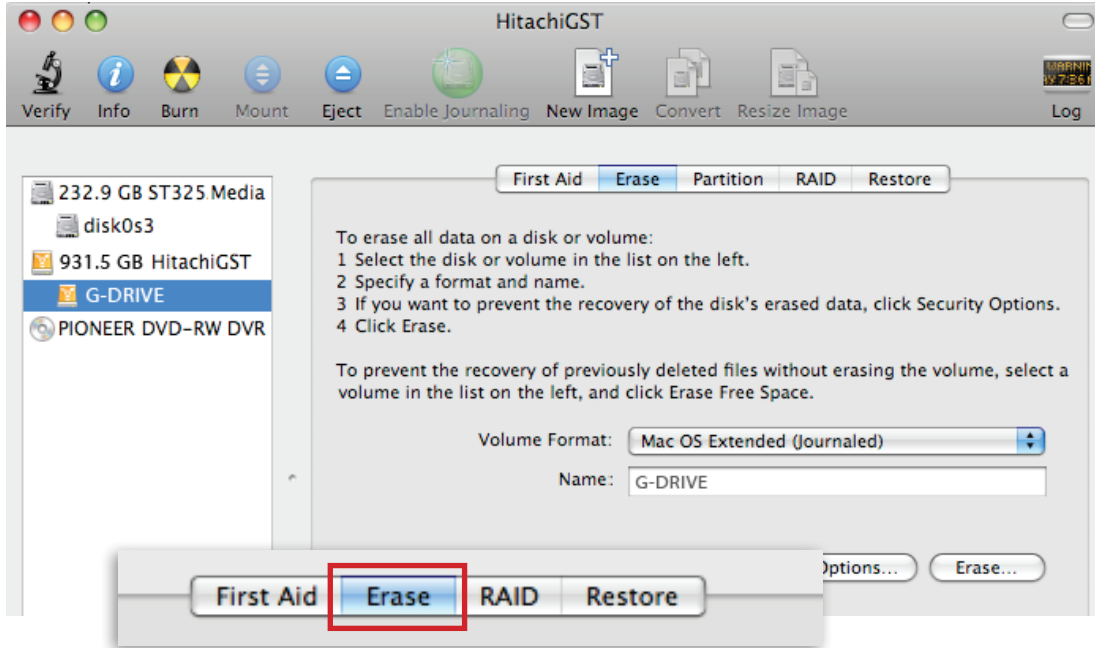 HitachiGST
Verify Info Burn Mount Eject Enable Journaling New Image Convert Resize Image Log
First Aid Erase Partition RAID Restore
232.9 GB ST325 Media
disk0s3
931.5 GB HitachiGST
G-DRIVE
PIONEER DVD-RW DVR
To erase all data on a disk or volume:
1 Select the disk or volume in the list on the left.
2 Specify a format and name.
3 If you want to prevent the recovery of the disk's erased data, click Security Options.
4 Click Erase.
To prevent the recovery of previously deleted files without erasing the volume, select a
volume in the list on the left, and click Erase Free Space.
Volume Format: Mac OS Extended (Journaled)
Name: G-DRIVE
Options... Erase...
First Aid Erase RAID Restore